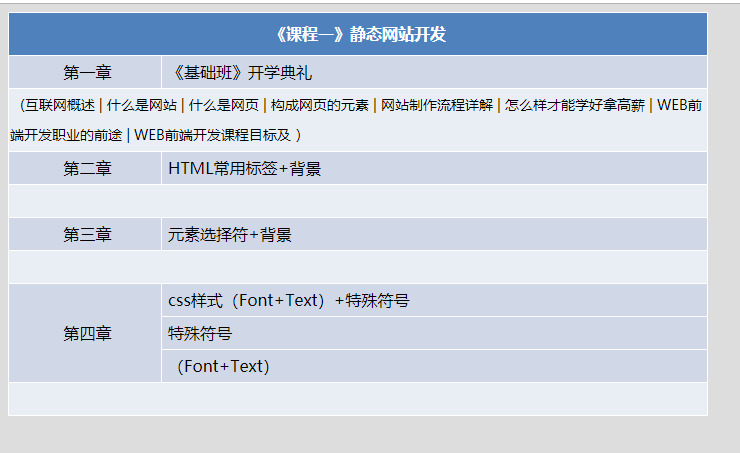 《课程一》静态网站开发
第一章 《基础班》开学典礼
（互联网概述 | 什么是网站 | 什么是网页 | 构成网页的元素 | 网站制作流程详解 | 怎么样才能学好拿高薪 | WEB前
端开发职业的前途 | WEB前端开发课程目标及 ）
第二章 HTML常用标签+背景
第三章 元素选择符+背景
css样式（Font+Text）+特殊符号
第四章 特殊符号
（Font+Text）